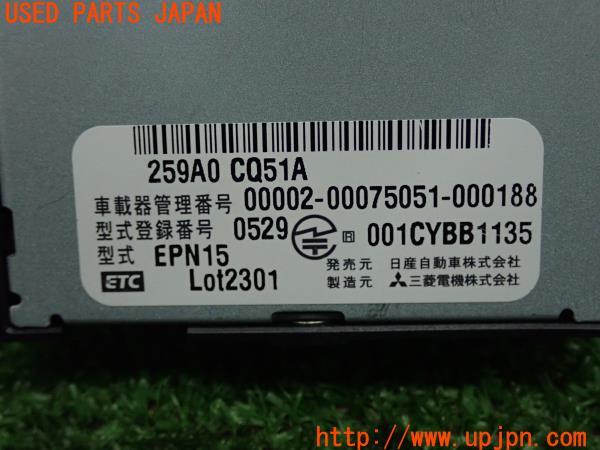 USED PARTS JAPAN
259A0 CQ51A
車載器管理番号 00002-00075051-000188
型式登録番号 0529 R 001CYBB1135
型式 EPN15
発売元 日産自動車株式会社
ETC Lot2301 製造元 三菱電機株式会社
UPJ
http://www.upjpn.com